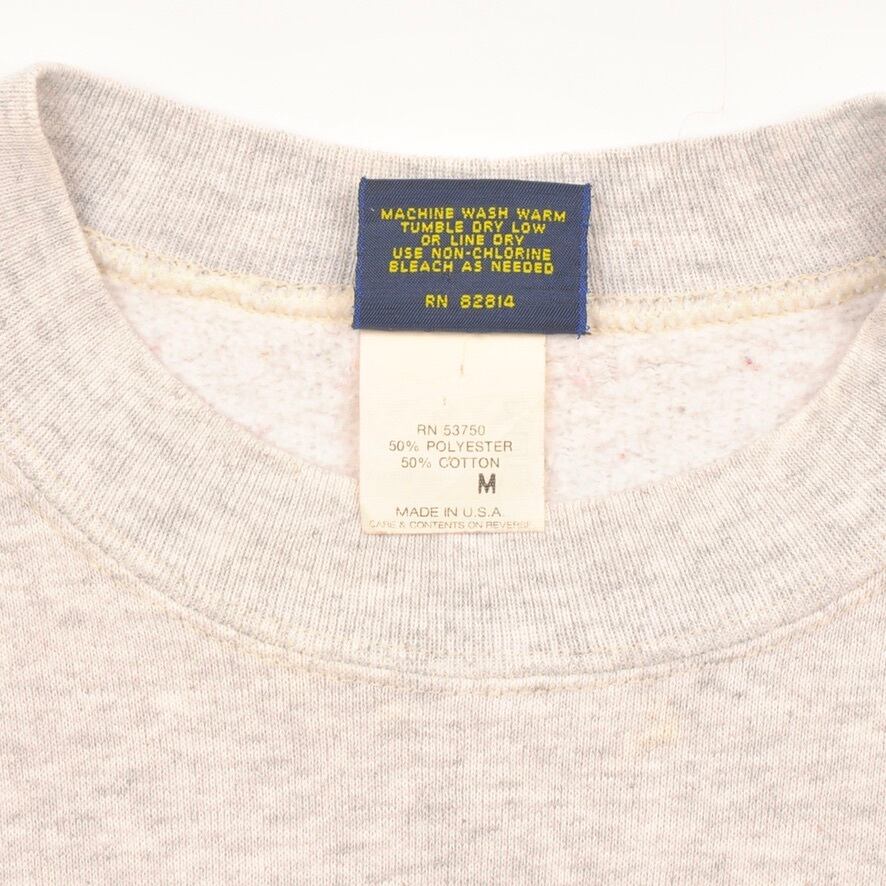 MACHINE WASH WARM
TUMBLE DRY LOW
OR LINE DRY
USE NON-CHLORINE
BLEACH AS NEEDED
RN 82814
RN 53750
50% POLYESTER
50% COTTON
M
MADE IN U.S.A.
CARE & CONTENTS ON REVERSE